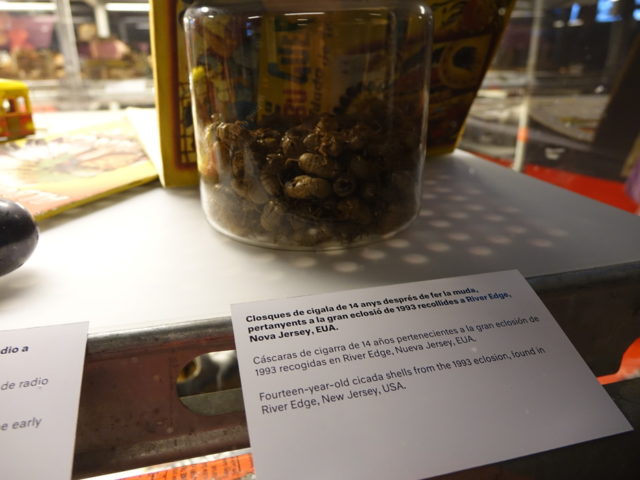 Closques de cigala de 14 anys després de fer la muda,
pertanyents a la gran eclosió de 1993 recollides a River Edge,
Nova Jersey, EUA.
Cáscaras de cigarra de 14 años pertenecientes a la gran eclosión de
1993 recogidas en River Edge, Nueva Jersey, EUA.
Fourteen-year-old cicada shells from the 1993 eclosion, found in
River Edge, New Jersey, USA.
dio a
de radio
e early